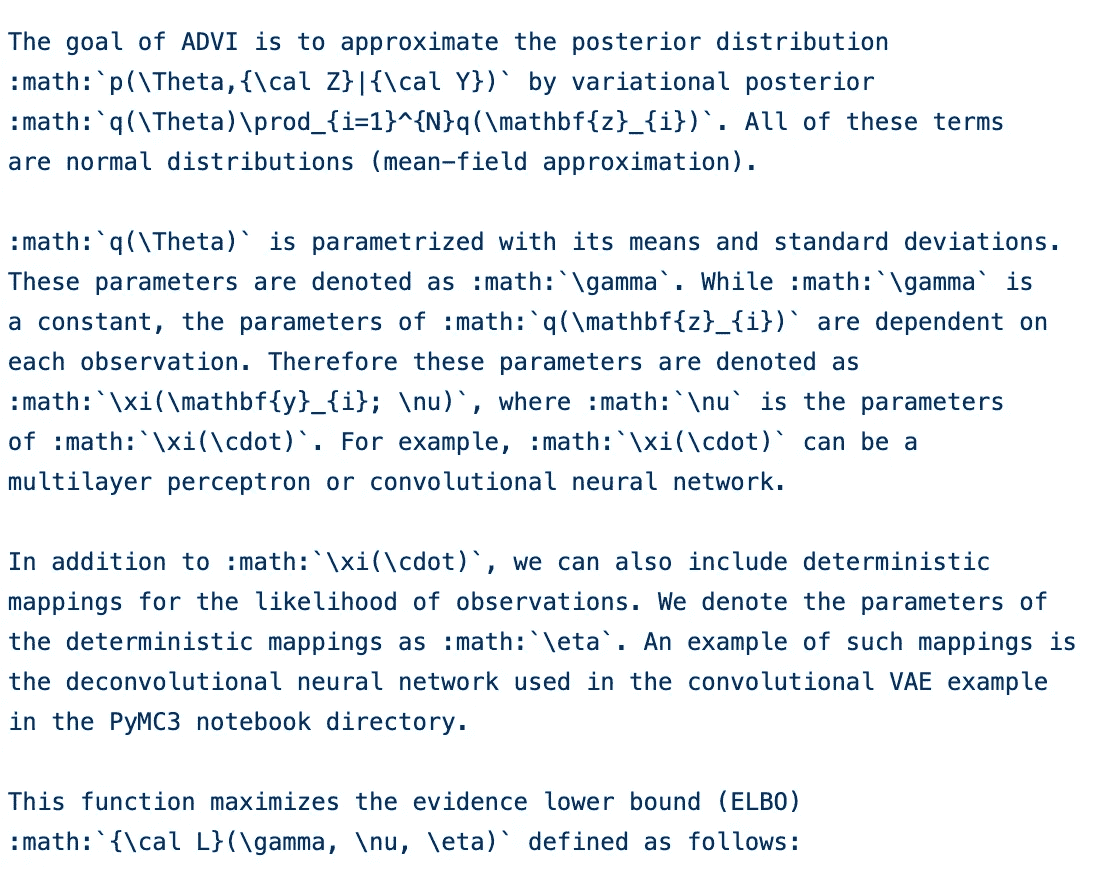 The goal of ADVI is to approximate the posterior distribution
:math:`p(\Theta,{\cal Z}|{\cal Y})` by variational posterior
:math:`q(\Theta)\prod_{i=1}^{N}q(\mathbf{z}_{i})`. All of these terms
are normal distributions (mean-field approximation).
:math:`q(\Theta)` is parametrized with its means and standard deviations.
These parameters are denoted as :math:`\gamma`. While :math:`\gamma` is
a constant, the parameters of :math:`q(\mathbf{z}_{i})` are dependent on
each observation. Therefore these parameters are denoted as
:math:`\xi(\mathbf{y}_{i}; \nu)`, where :math:`\nu` is the parameters
of :math:`\xi(\cdot)`. For example, :math:`\xi(\cdot)` can be a
multilayer perceptron or convolutional neural network.
In addition to :math:`\xi(\cdot)`, we can also include deterministic
mappings for the likelihood of observations. We denote the parameters of
the deterministic mappings as :math:`\eta`. An example of such mappings is
the deconvolutional neural network used in the convolutional VAE example
in the PyMC3 notebook directory.
This function maximizes the evidence lower bound (ELBO)
:math:`{\cal L}(\gamma, \nu, \eta)` defined as follows: